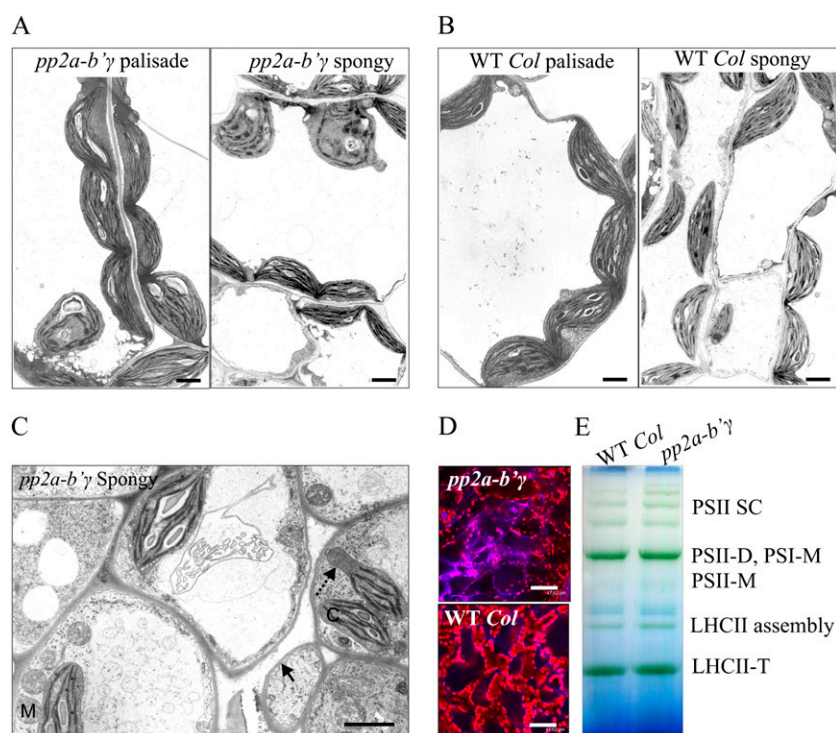 A
B
pp2a-b'γ palisade
pp2a-b'γ spongy
WT Col palisade
WT Col spongy
C
D
E
pp2a-b'γ Spongy
C
M
pp2a-b'γ
WT Col
WT Col
pp2a-b'γ
PSII SC
PSII-D, PSI-M
PSII-M
LHCII assembly
LHCII-T